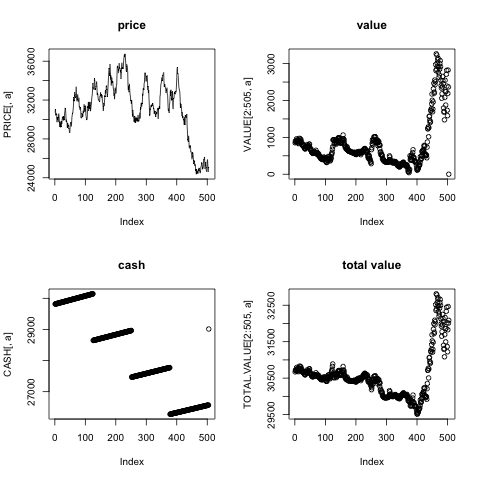 price
PRICE[, a]
24000 28000 32000 36000
0 100 200 300 400 500
Index
value
VALUE[2:505, a]
0 1000 2000 3000
0 100 200 300 400 500
Index
cash
CASH[, a]
27000 29000
0 100 200 300 400 500
Index
total value
TOTAL.VALUE[2:505, a]
29500 30500 31500 32500
0 100 200 300 400 500
Index